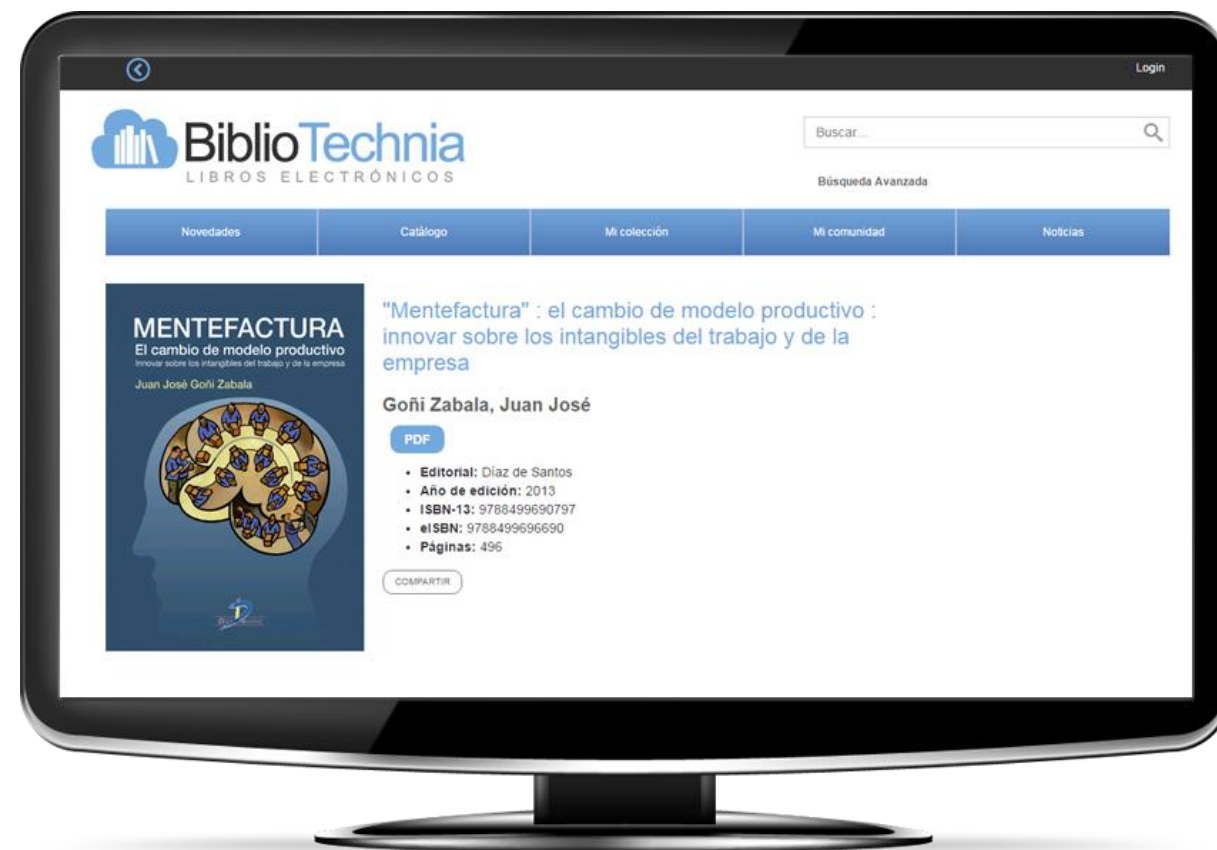 Login
BiblioTechnia
LIBROS ELECTRÓNICOS
Buscar...
Búsqueda Avanzada
Novedades
Catálogo
Mi colección
Mi comunidad
Noticias
MENTEFACTURA
El cambio de modelo productivo
Innovar sobre los intangibles del trabajo y de la empresa
Juan José Goñi Zabala
"Mentefactura" : el cambio de modelo productivo :
innovar sobre los intangibles del trabajo y de la
empresa
Goñi Zabala, Juan José
PDF
• Editorial: Díaz de Santos
• Año de edición: 2013
• ISBN-13: 9788499690797
• eISBN: 9788499696690
• Páginas: 496
COMPARTIR